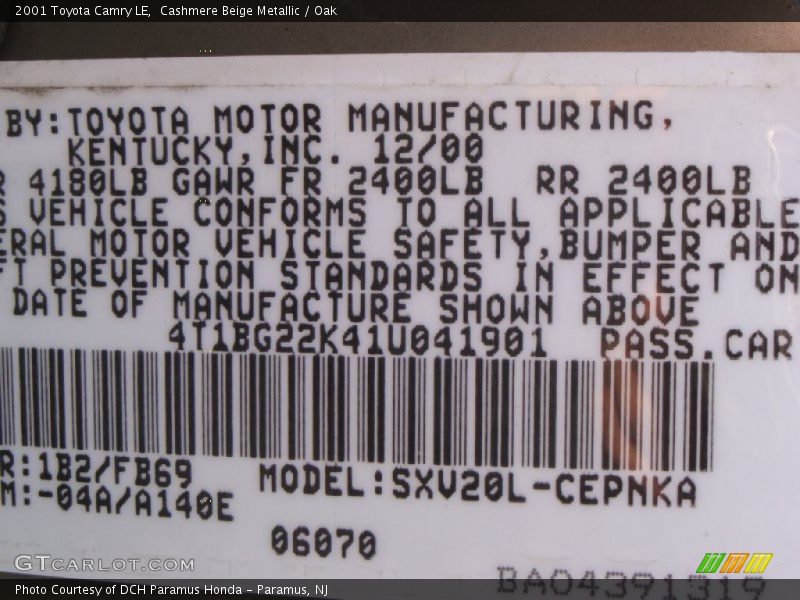 2001 Toyota Camry LE,  Cashmere Beige Metallic / Oak
BY:TOYOTA MOTOR MANUFACTURING,
KENTUCKY,INC. 12/00
R 4180LB GAWR FR 2400LB RR 2400LB
S VEHICLE CONFORMS TO ALL APPLICABLE
ERAL MOTOR VEHICLE SAFETY,BUMPER AND
FT PREVENTION STANDARDS IN EFFECT ON
DATE OF MANUFACTURE SHOWN ABOVE
4T1BG22K41U041901 PASS.CAR
R:1B2/FB69 MODEL:SXV20L-CEPNKA
M:-04A/A140E
06070
BA04391319
GTCARLOT.COM
Photo Courtesy of DCH Paramus Honda - Paramus, NJ